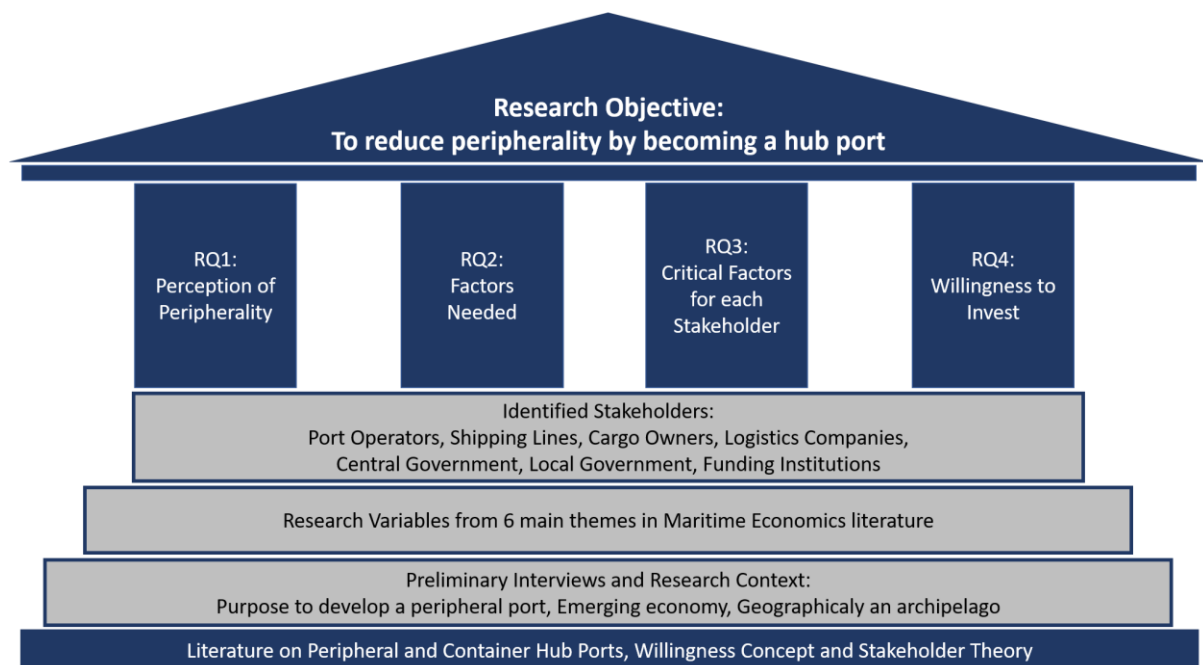 Research Objective:
To reduce peripherality by becoming a hub port
RQ1:
Perception of
Peripherality
RQ2:
Factors
Needed
RQ3:
Critical Factors
for each
Stakeholder
RQ4:
Willingness to
Invest
Identified Stakeholders:
Port Operators, Shipping Lines, Cargo Owners, Logistics Companies,
Central Government, Local Government, Funding Institutions
Research Variables from 6 main themes in Maritime Economics literature
Preliminary Interviews and Research Context:
Purpose to develop a peripheral port, Emerging economy, Geographicaly an archipelago
Literature on Peripheral and Container Hub Ports, Willingness Concept and Stakeholder Theory